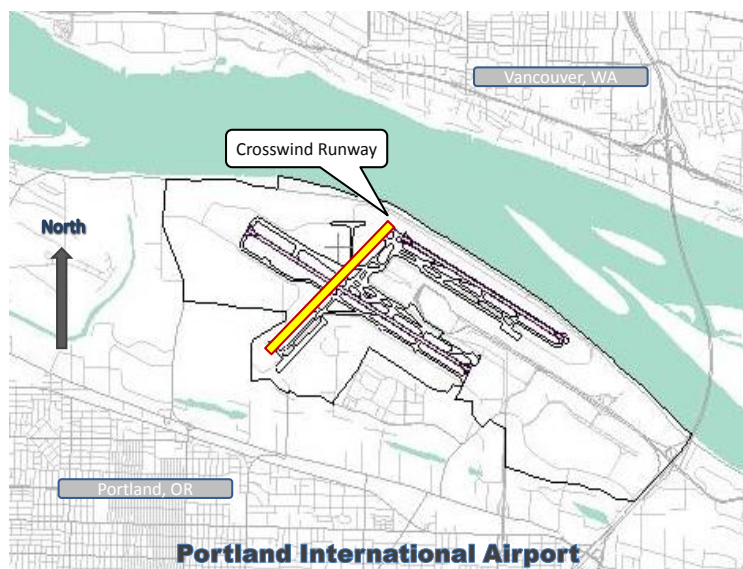 Vancouver, WA
Crosswind Runway
North
Portland, OR
Portland International Airport